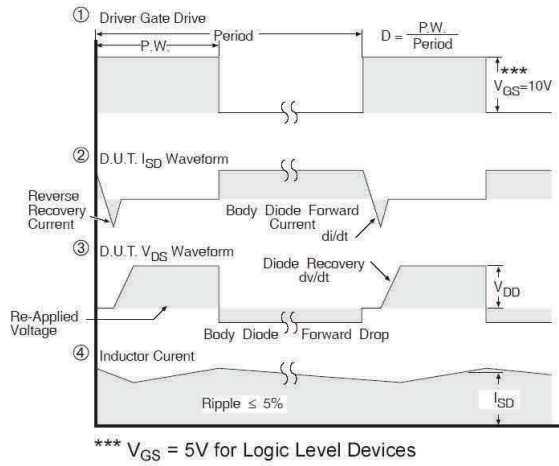 ① Driver Gate Drive
P.W.
Period
D = P.W.
Period
***
VGS=10V
② D.U.T. ISD Waveform
Reverse
Recovery
Current
Body Diode Forward
Current
di/dt
③ D.U.T. VDS Waveform
Diode Recovery
dv/dt
VDD
Re-Applied
Voltage
Body Diode Forward Drop
④ Inductor Curent
Ripple ≤ 5%
ISD
*** VGS = 5V for Logic Level Devices